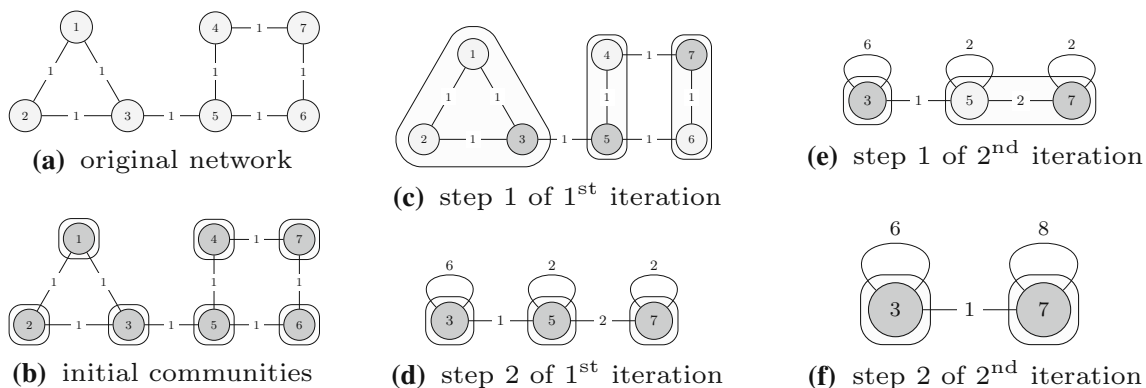 1
4 1 7
1 1 1 1
2 1 3 1 5 1 6
(a) original network
1
4 1 7
1 1 1 1
2 1 3 1 5 1 6
(b) initial communities
1
4 1 7
1 1 1 1
2 1 3 1 5 1 6
(c) step 1 of 1st iteration
6 2 2
3 1 5 2 7
(d) step 2 of 1st iteration
6 2 2
3 1 5 2 7
(e) step 1 of 2nd iteration
6 8
3 1 7
(f) step 2 of 2nd iteration